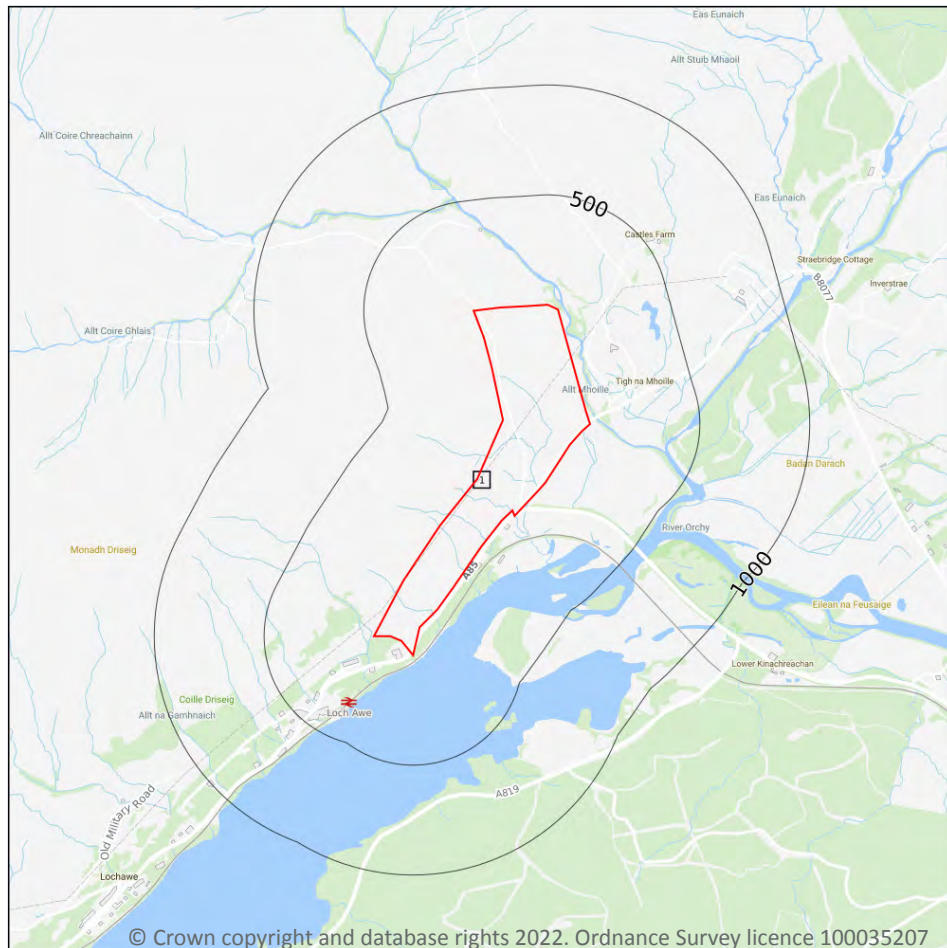 Eas Eunaich
Allt Stuib Mhaoil
Allt Coire Chreachainn
Eas Eunaich
500
Castles Farm
Straebridge Cottage
Inverstrae
B8077
Allt Coire Ghlais
Tigh na Mhoille
Allt Mhoille
Badan Darach
1
River Orchy
Monadh Driseig
A85
1000
Eilean na Feusaige
Lower Kinachreachan
Coille Driseig
Allt na Gamhnaich
Loch Awe
A819
Old Military Road
Lochawe
© Crown copyright and database rights 2022. Ordnance Survey licence 100035207